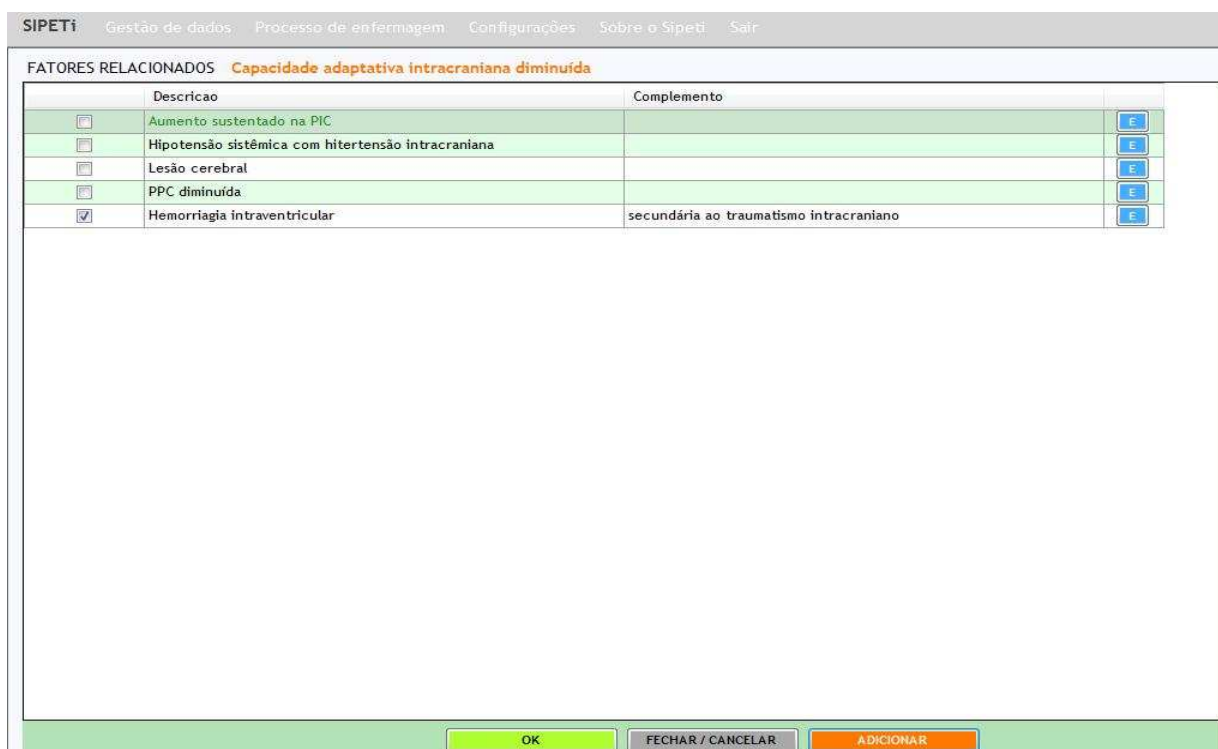 SIPETi Gestão de dados Processo de enfermagem Configurações Sobre o Sipeti Sair
FATORES RELACIONADOS Capacidade adaptativa intracraniana diminuída
Descricao Complemento
Aumento sustentado na PIC E
Hipotensão sistêmica com hitertensão intracraniana E
Lesão cerebral E
PPC diminuída E
Hemorriagia intraventricular secundária ao traumatismo intracraniano E
OK FECHAR / CANCELAR ADICIONAR